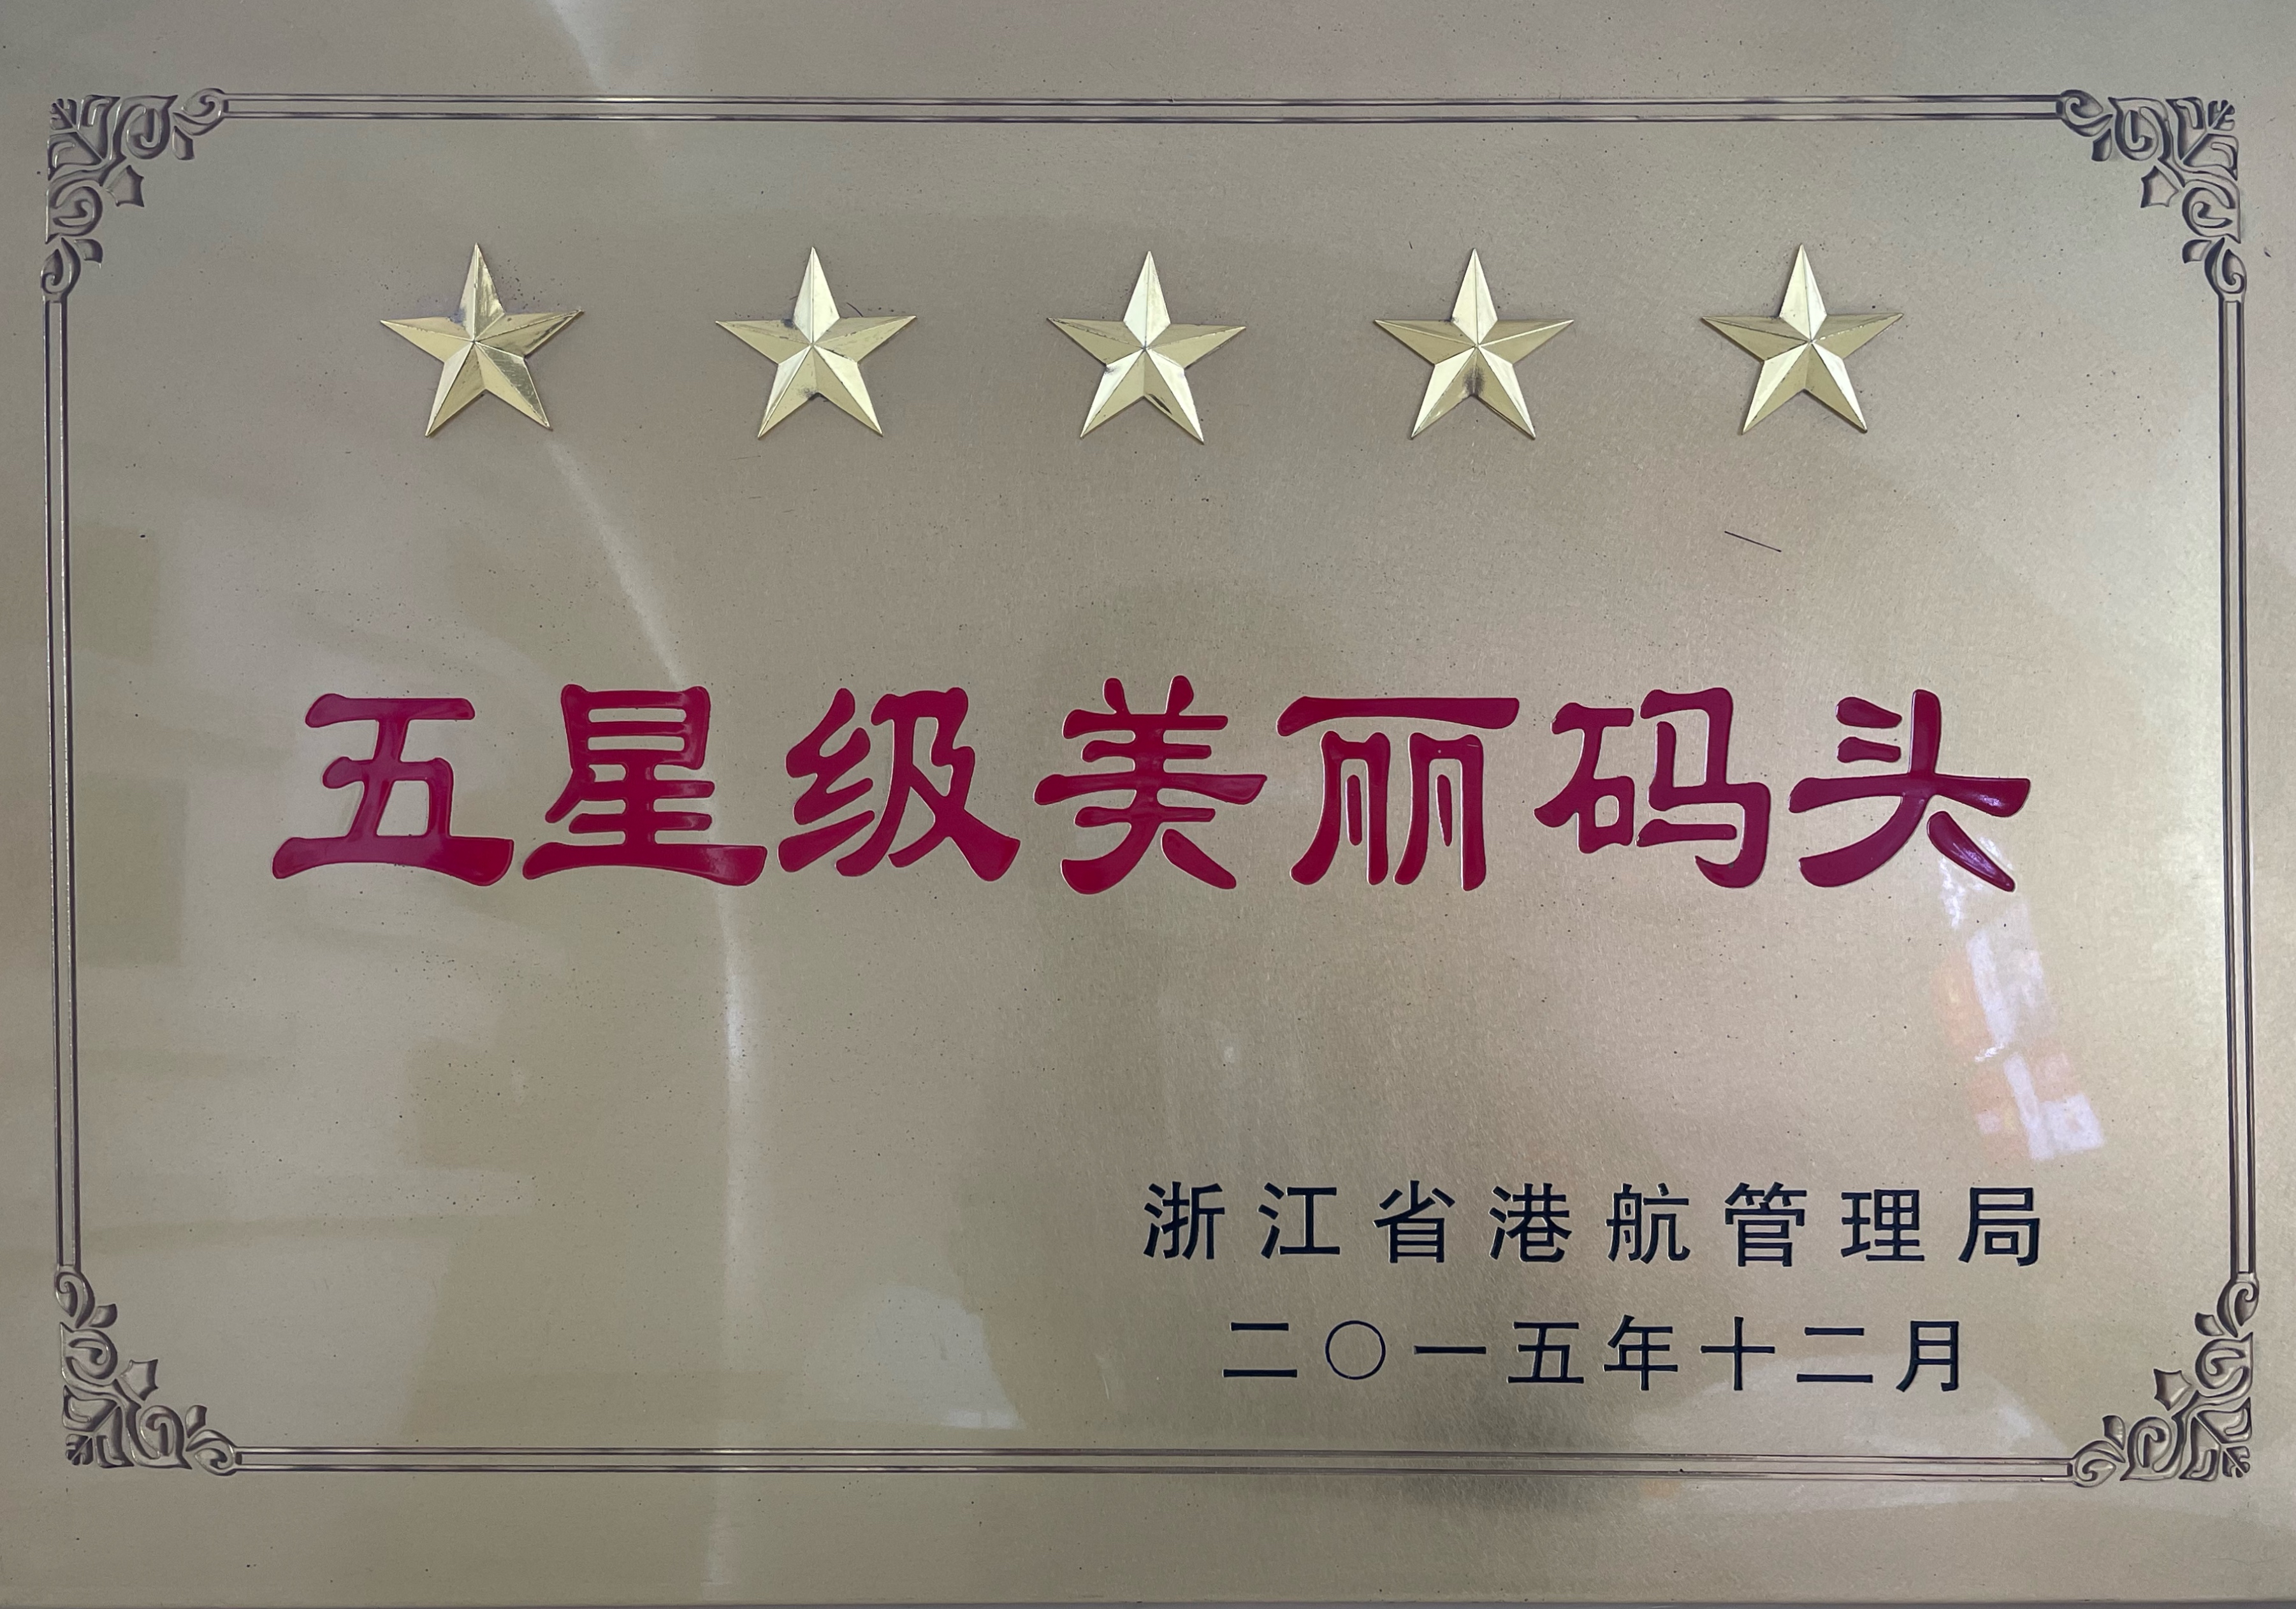 五星级美丽码头
浙江省港航管理局
二〇一五年十二月